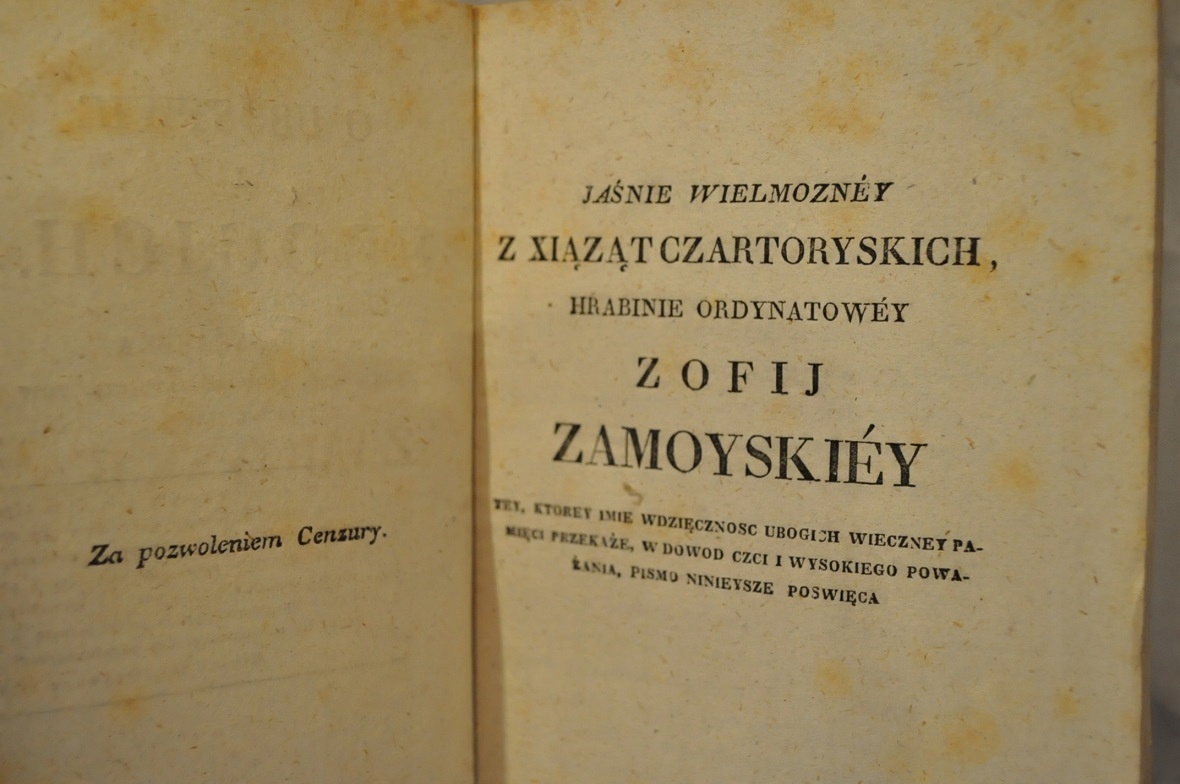 Za pozwoleniem Cenzury.
JAŚNIE WIELMOZNÉY
Z XIĄZĄT CZARTORYSKICH,
HRABINIE ORDYNATOWÉY
ZOFIJ
ZAMOYSKIÉY
TEY, KTOREY IMIE WDZIĘCZNOSC UBOGICH WIECZNEY PA-
MIĘCI PRZEKAŻE, W DOWOD CZCI I WYSOKIEGO POWA-
ŻANIA, PISMO NINIEYSZE POSWIĘCA